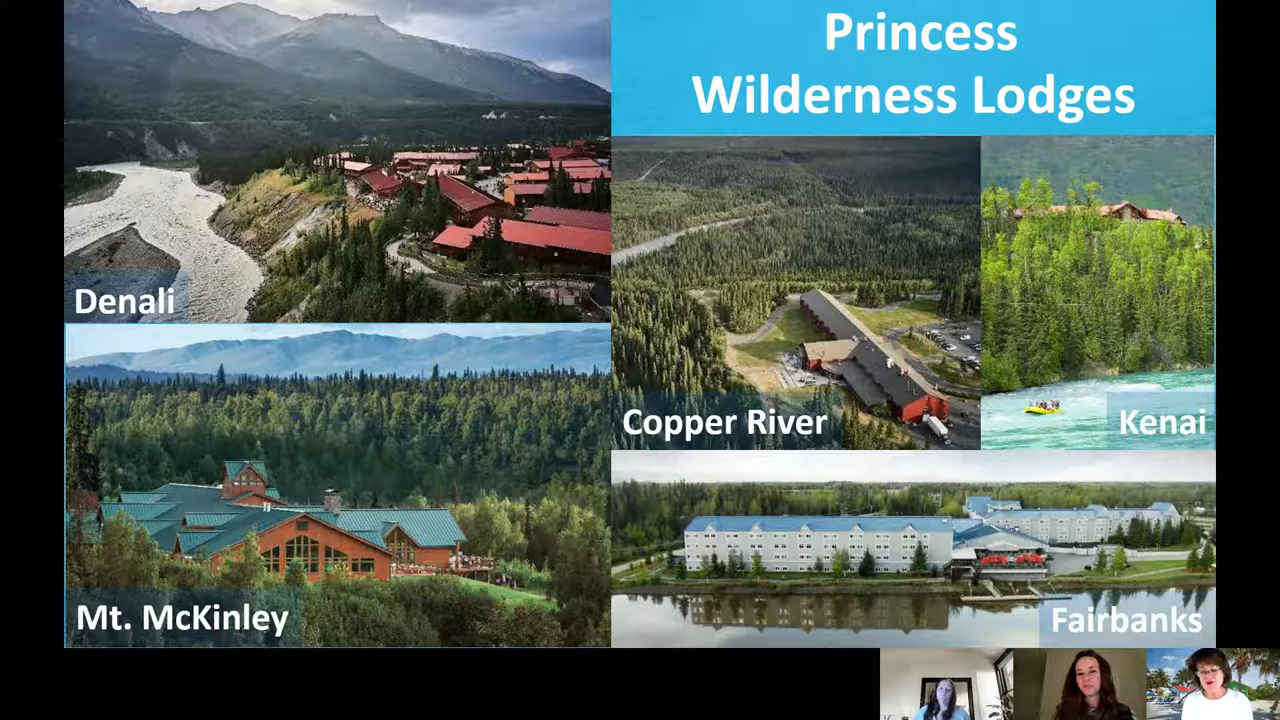 Princess
Wilderness Lodges
Denali
Copper River
Kenai
Mt. McKinley
Fairbanks